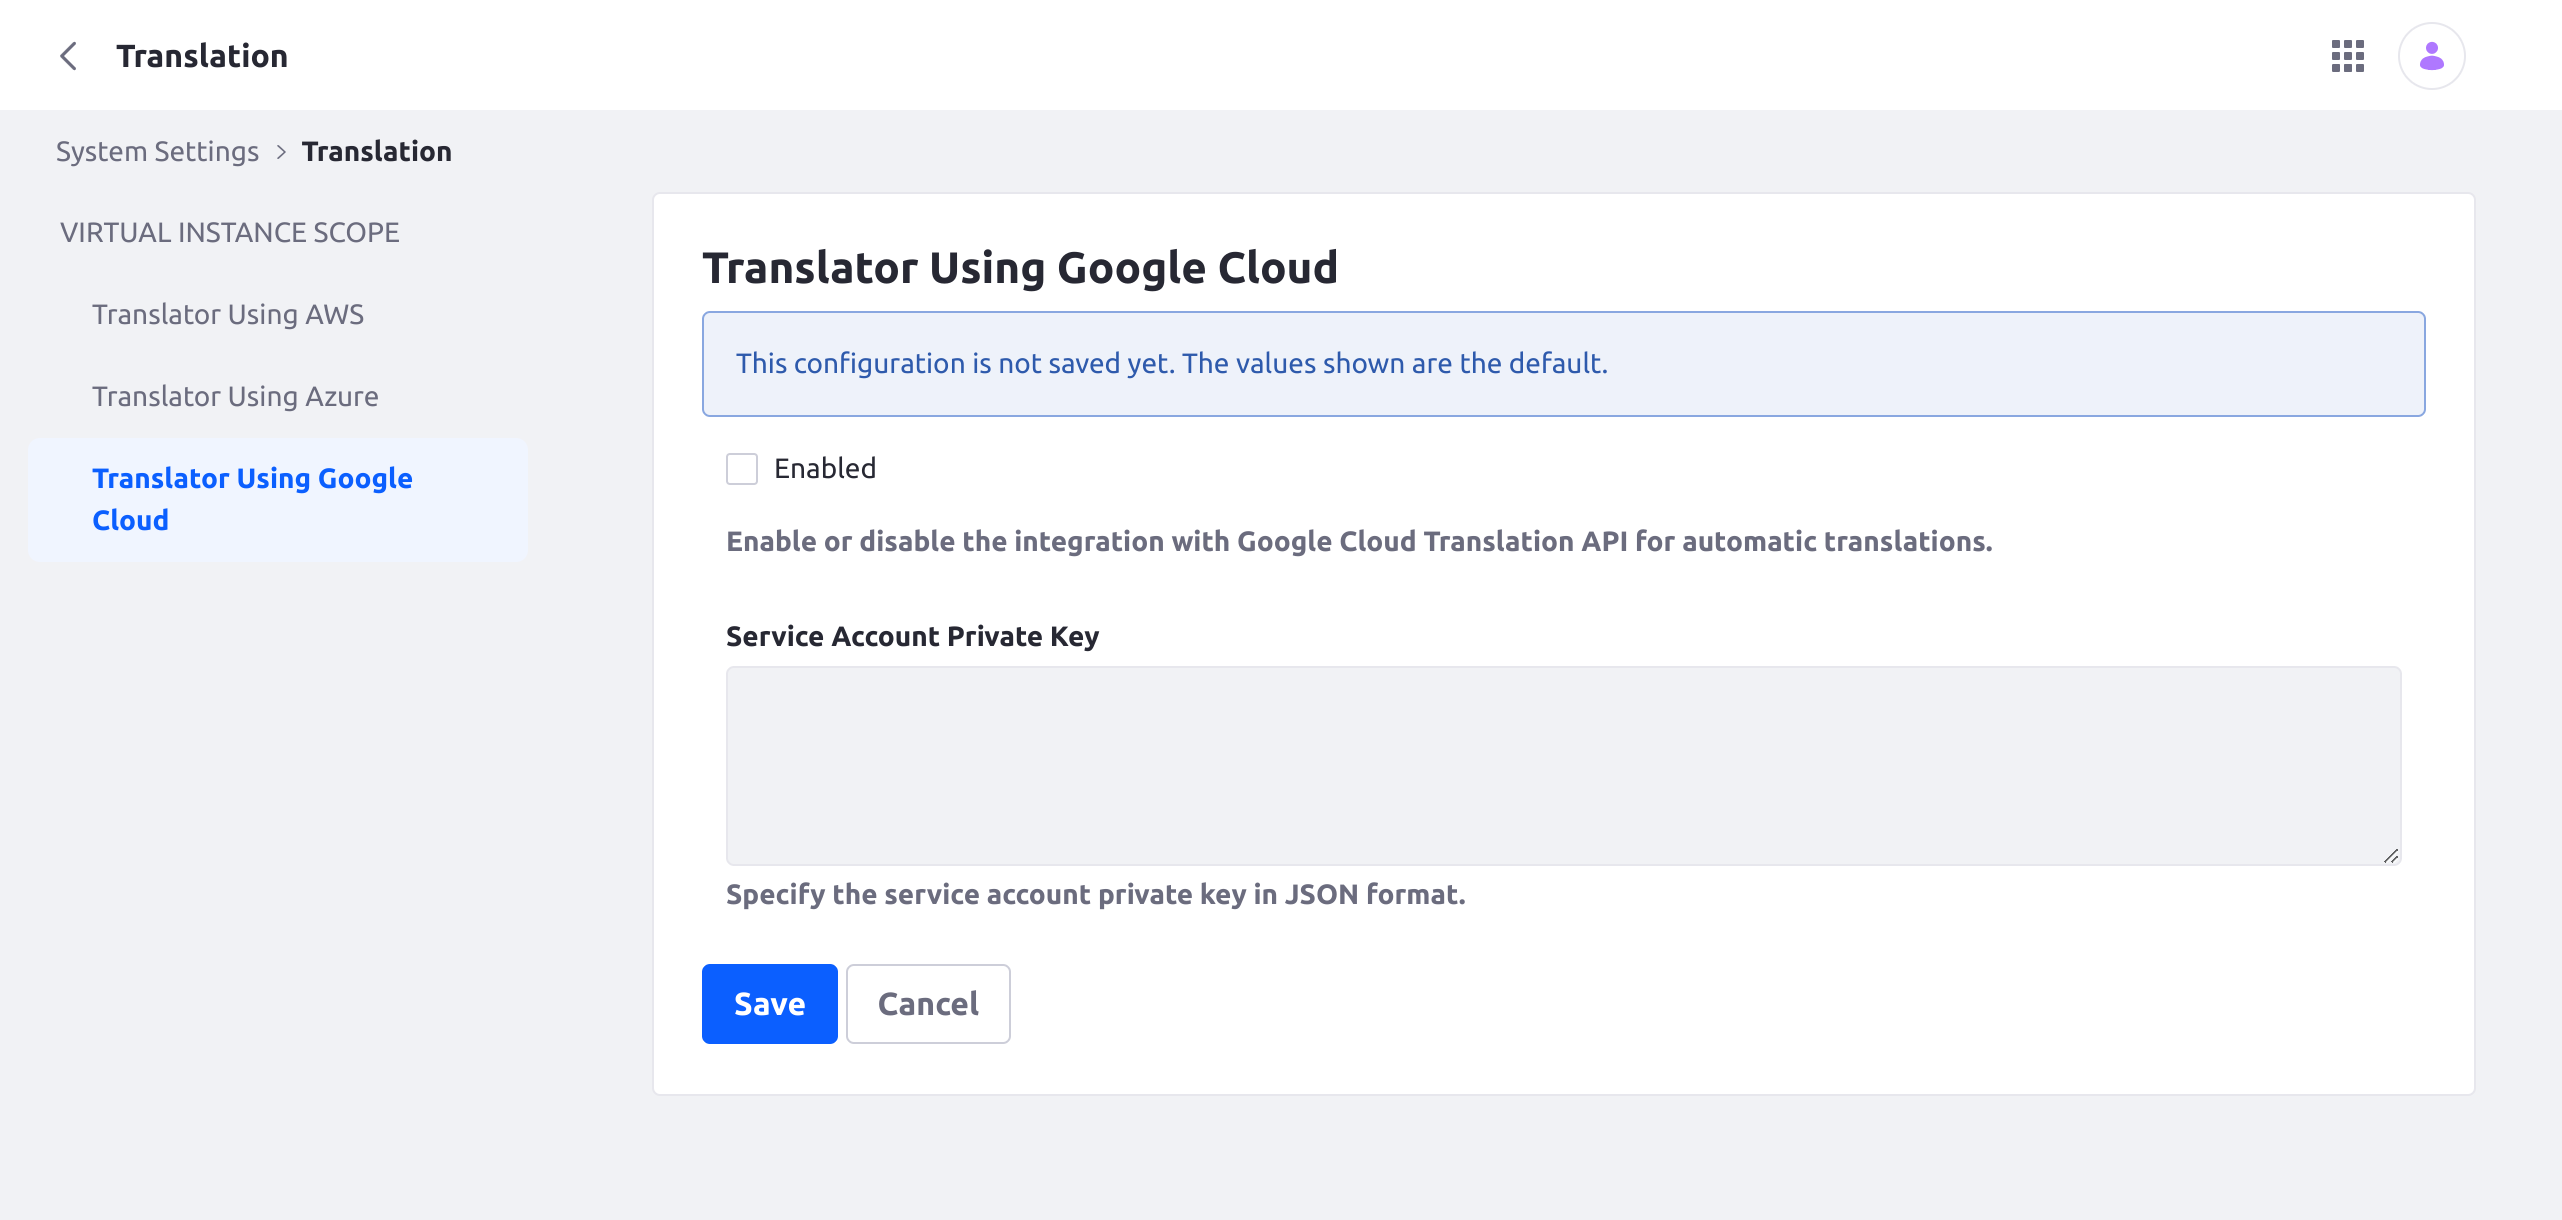 Translation
System Settings > Translation
VIRTUAL INSTANCE SCOPE
Translator Using AWS
Translator Using Azure
Translator Using Google
Cloud
Translator Using Google Cloud
This configuration is not saved yet. The values shown are the default.
Enabled
Enable or disable the integration with Google Cloud Translation API for automatic translations.
Service Account Private Key
Specify the service account private key in JSON format.
Save
Cancel